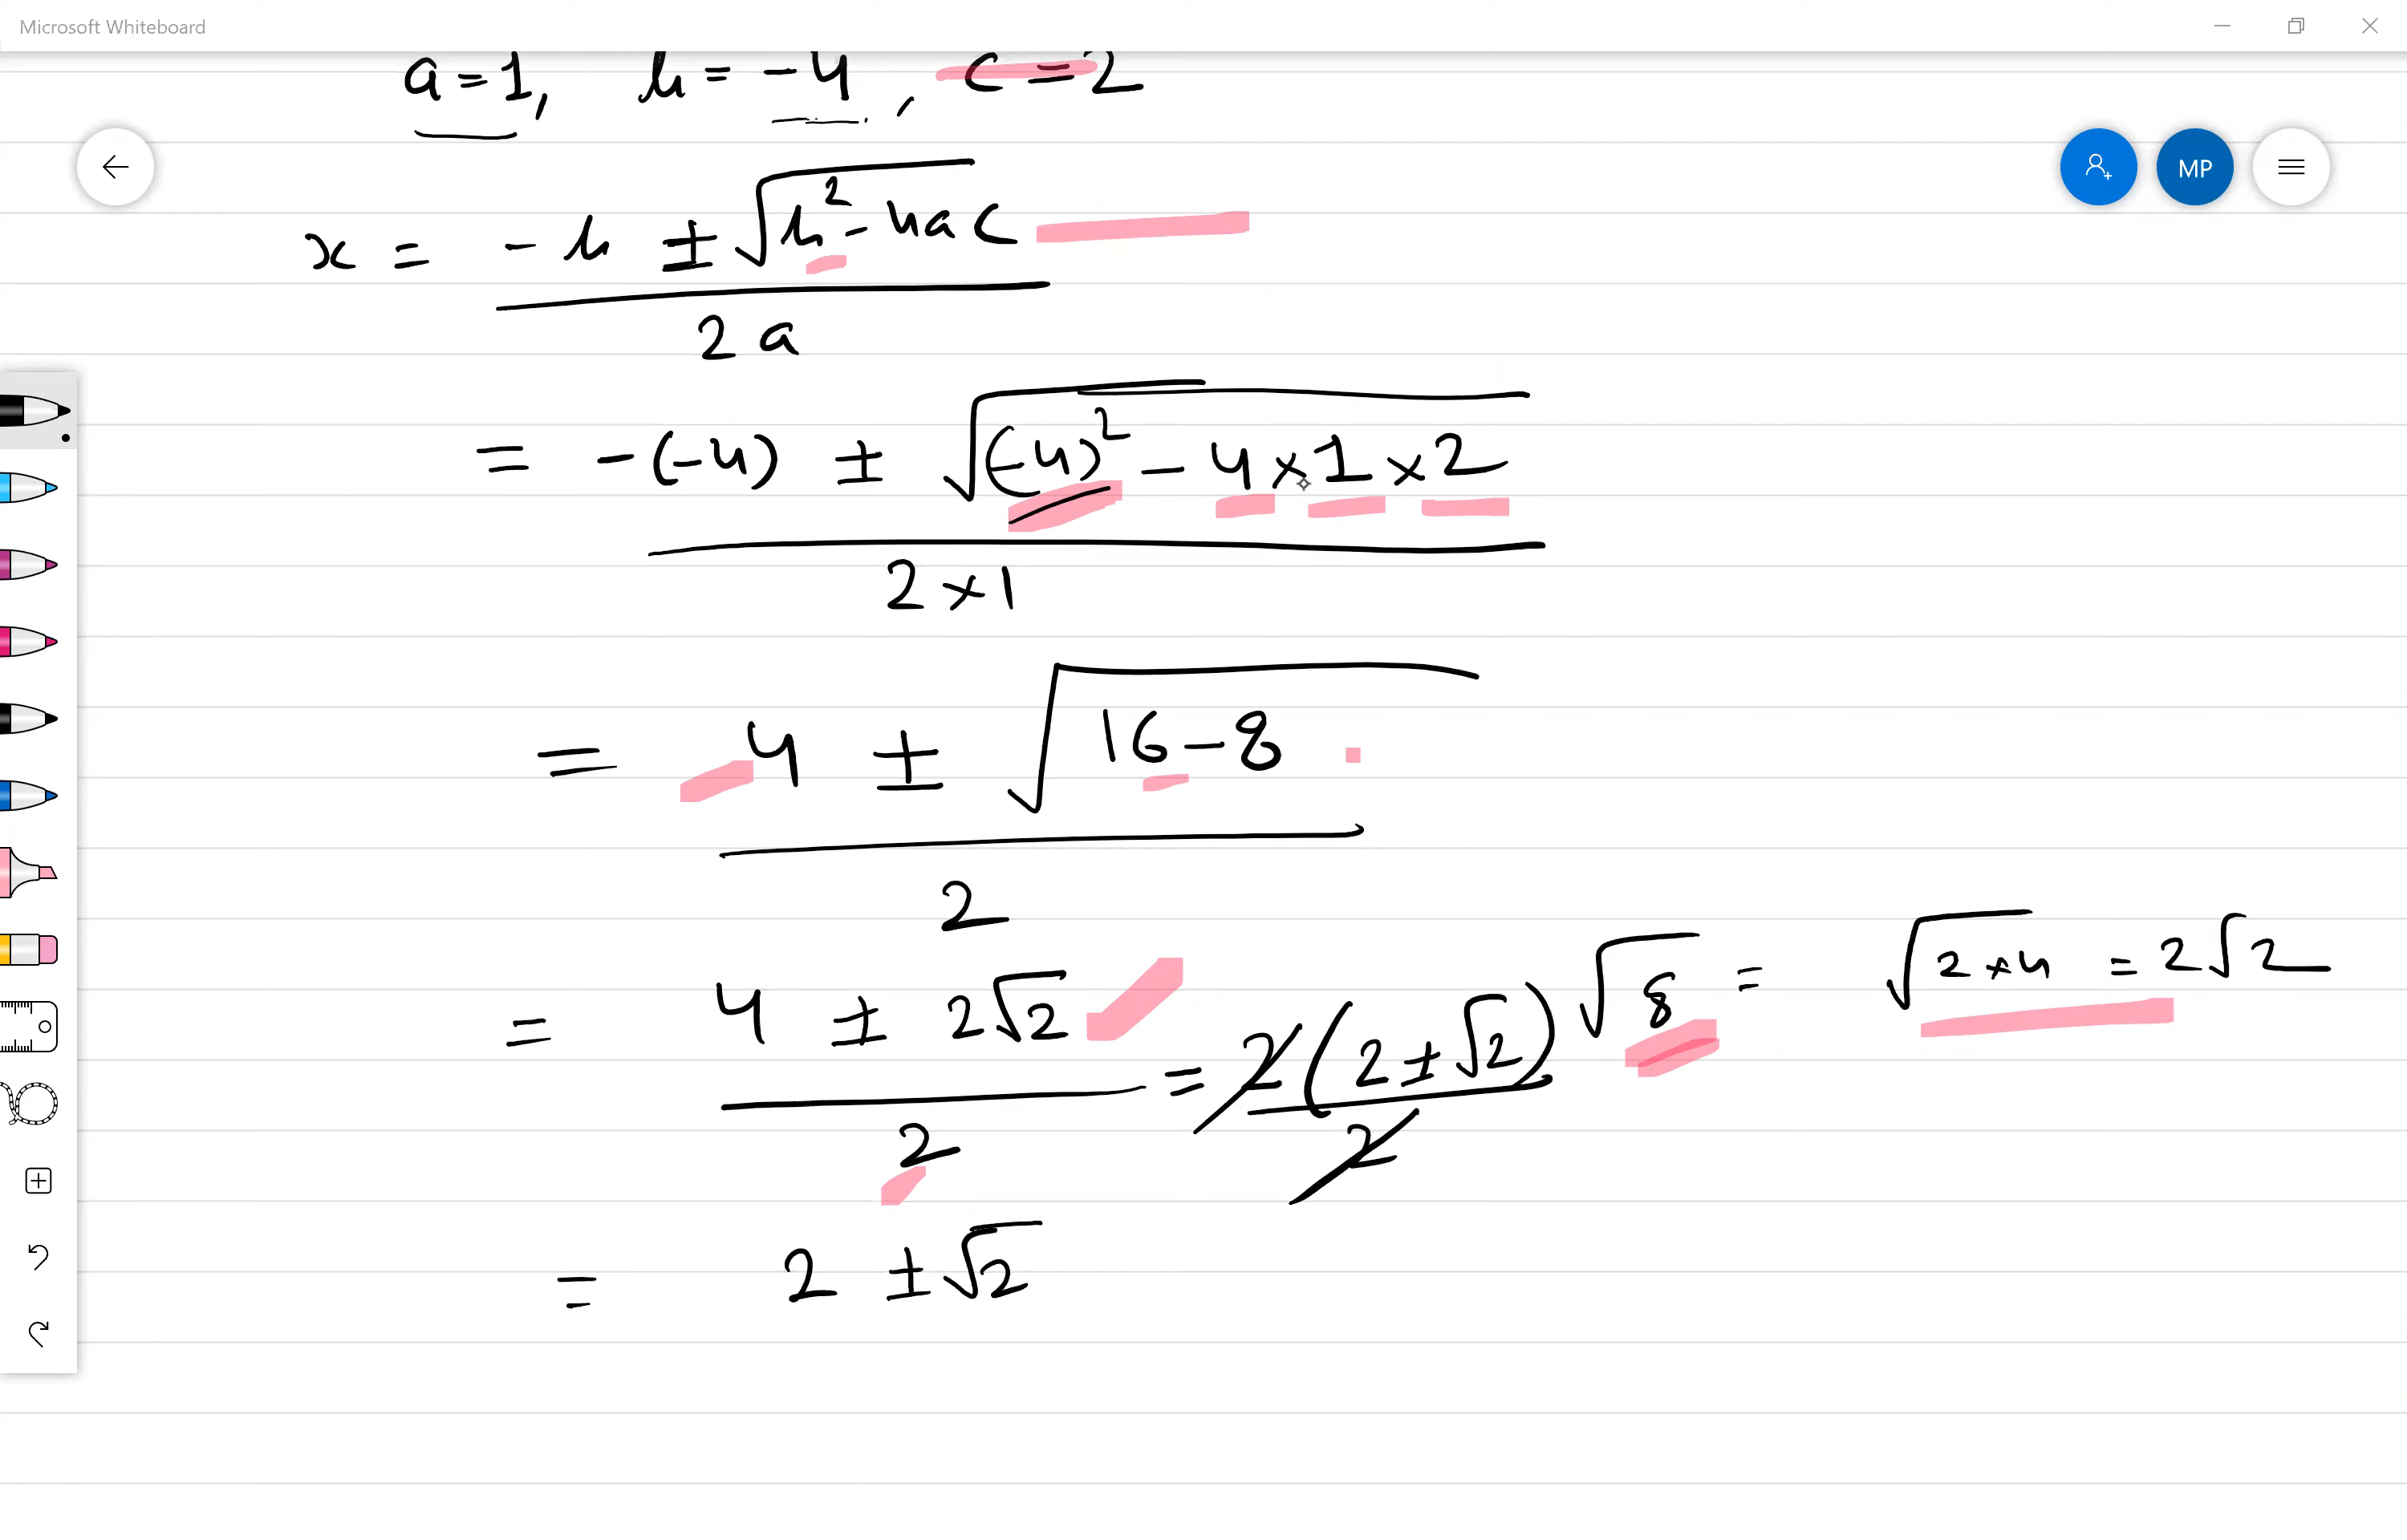 Microsoft Whiteboard
a = 1, b = -4, c = 2
MP
x = -b ± √(b² - 4ac)
2a
= -(-4) ± √((-4)² - 4 × 1 × 2)
2 × 1
= 4 ± √(16 - 8)
2
√8 = √(2 × 4) = 2√2
= 4 ± 2√2 = 2(2 ± √2)
2 2
= 2 ± √2